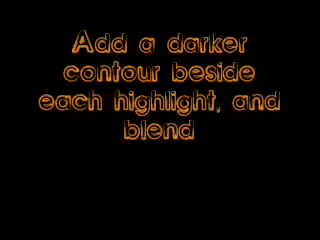 Add a darker
contour beside
each highlight, and
blend